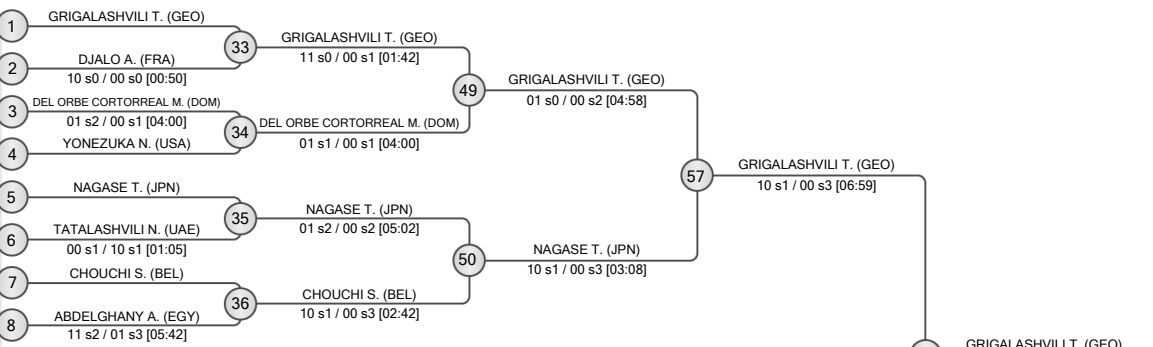 1
GRIGALASHVILI T. (GEO)
33
GRIGALASHVILI T. (GEO)
11 s0 / 00 s1 [01:42]
2
DJALO A. (FRA)
10 s0 / 00 s0 [00:50]
49
GRIGALASHVILI T. (GEO)
01 s0 / 00 s2 [04:58]
3
DEL ORBE CORTORREAL M. (DOM)
01 s2 / 00 s1 [04:00]
34
DEL ORBE CORTORREAL M. (DOM)
01 s1 / 00 s1 [04:00]
4
YONEZUKA N. (USA)
57
GRIGALASHVILI T. (GEO)
10 s1 / 00 s3 [06:59]
5
NAGASE T. (JPN)
35
NAGASE T. (JPN)
01 s2 / 00 s2 [05:02]
6
TATALASHVILI N. (UAE)
00 s1 / 10 s1 [01:05]
50
NAGASE T. (JPN)
10 s1 / 00 s3 [03:08]
7
CHOUCHI S. (BEL)
36
CHOUCHI S. (BEL)
10 s1 / 00 s3 [02:42]
8
ABDELGHANY A. (EGY)
11 s2 / 01 s3 [05:42]
GRIGALASHVILI T. (GEO)